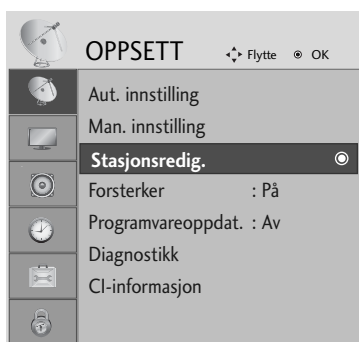 OPPSETT Flytte OK
Aut. innstilling
Man. innstilling
Stasjonsredig.
Forsterker : På
Programvareoppdat. : Av
Diagnostikk
CI-informasjon